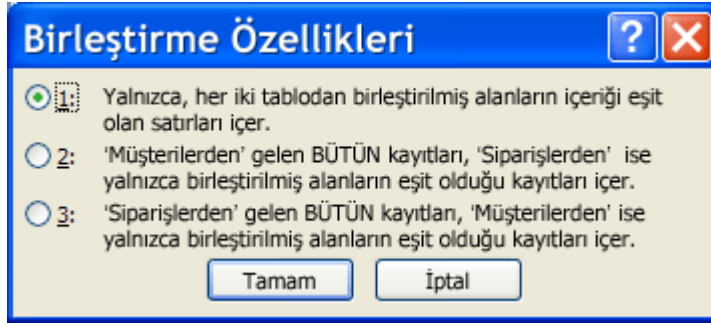 Birleştirme Özellikleri
1: Yalnızca, her iki tablodan birleştirilmiş alanların içeriği eşit
olan satırları içer.
2: 'Müşterilerden' gelen BÜTÜN kayıtları, 'Siparişlerden' ise
yalnızca birleştirilmiş alanların eşit olduğu kayıtları içer.
3: 'Siparişlerden' gelen BÜTÜN kayıtları, 'Müşterilerden' ise
yalnızca birleştirilmiş alanların eşit olduğu kayıtları içer.
Tamam İptal